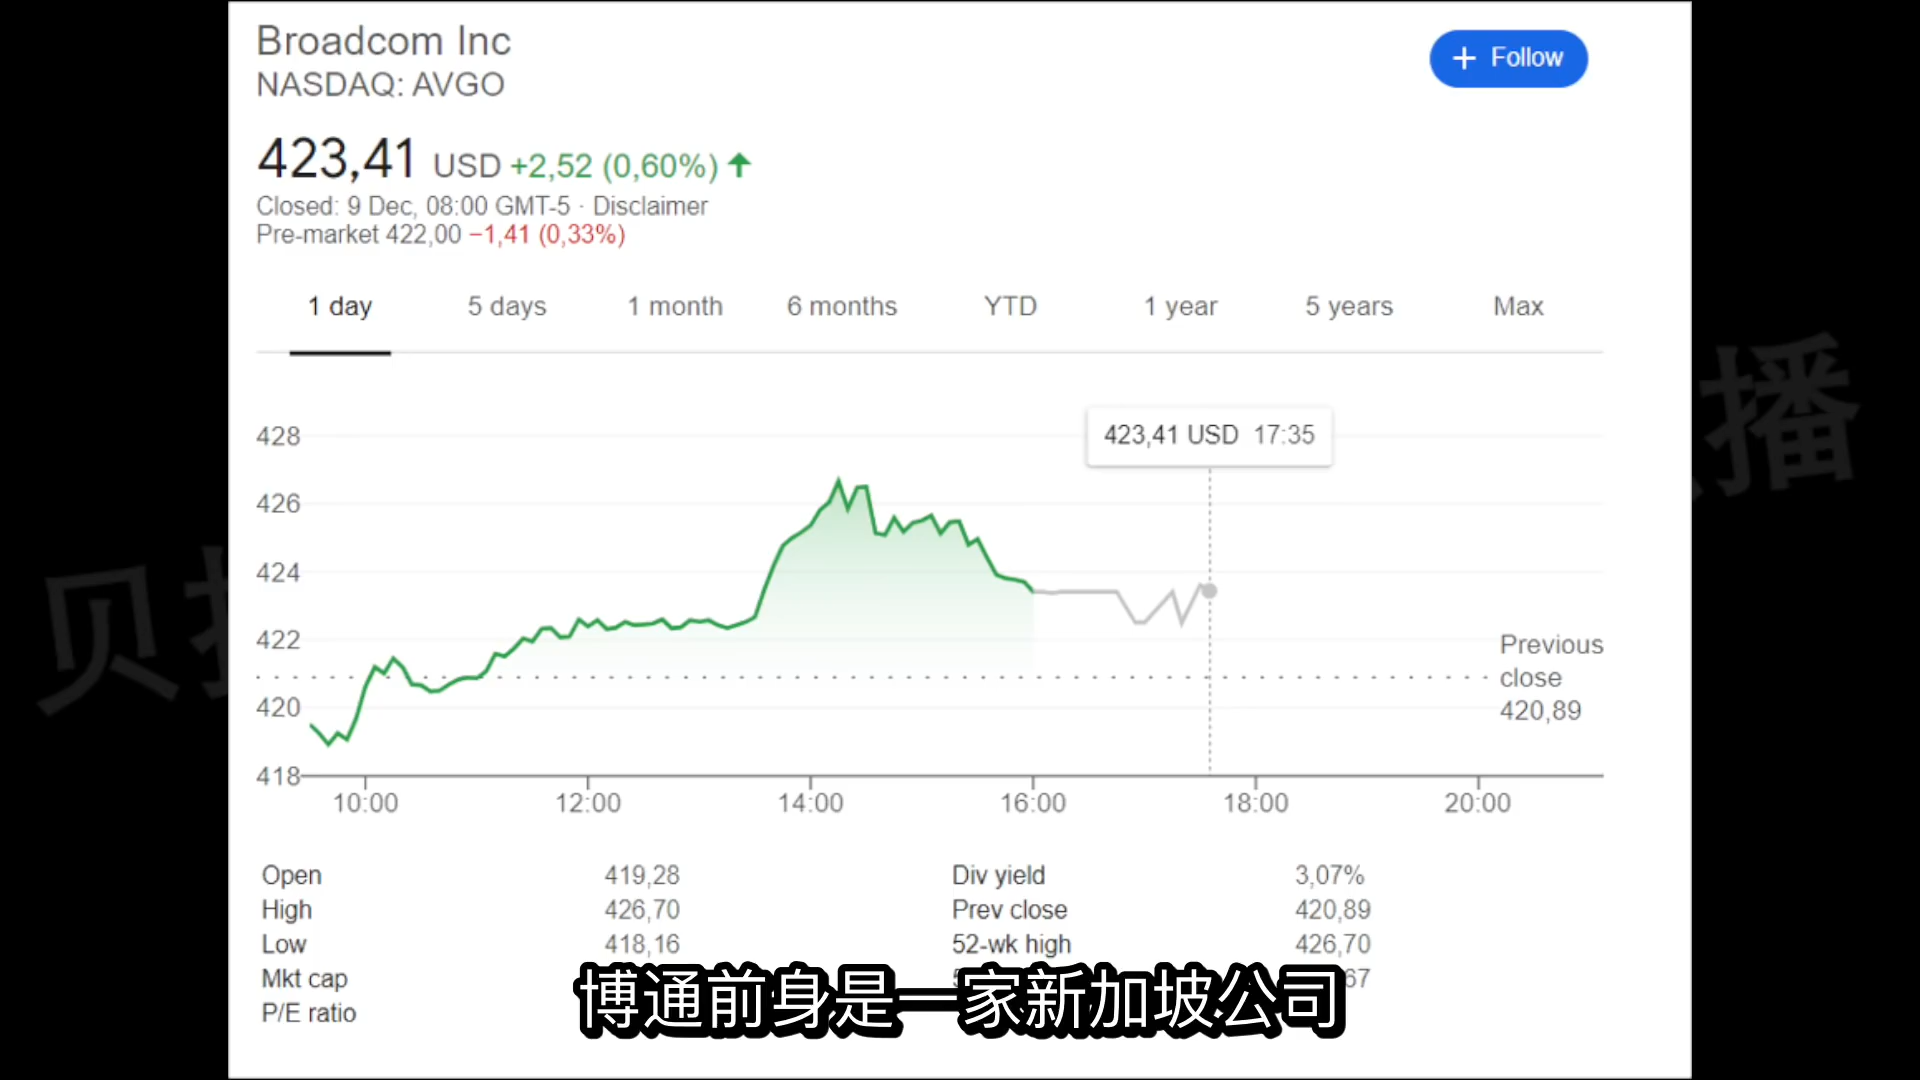 Broadcom Inc
NASDAQ: AVGO
+ Follow
423,41 USD +2,52 (0,60%)
Closed: 9 Dec, 08:00 GMT-5 · Disclaimer
Pre-market 422,00 −1,41 (0,33%)
1 day 5 days 1 month 6 months YTD 1 year 5 years Max
423,41 USD 17:35
428
426
424
422
420
418
Previous
close
420,89
10:00 12:00 14:00 16:00 18:00 20:00
Open 419,28 Div yield 3,07%
High 426,70 Prev close 420,89
Low 418,16 52-wk high 426,70
Mkt cap
P/E ratio
博通前身是一家新加坡公司
贝
播